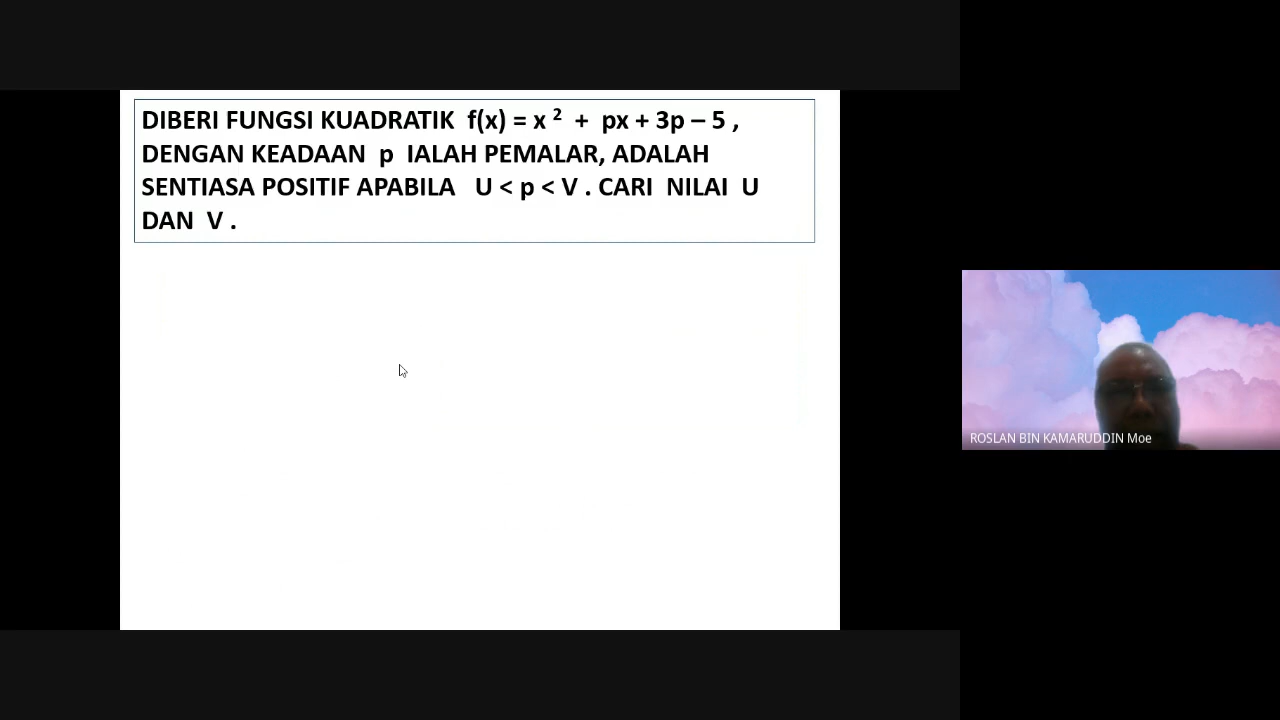 DIBERI FUNGSI KUADRATIK f(x) = x ² + px + 3p – 5 ,
DENGAN KEADAAN p IALAH PEMALAR, ADALAH
SENTIASA POSITIF APABILA U < p < V . CARI NILAI U
DAN V .
ROSLAN BIN KAMARUDDIN Moe